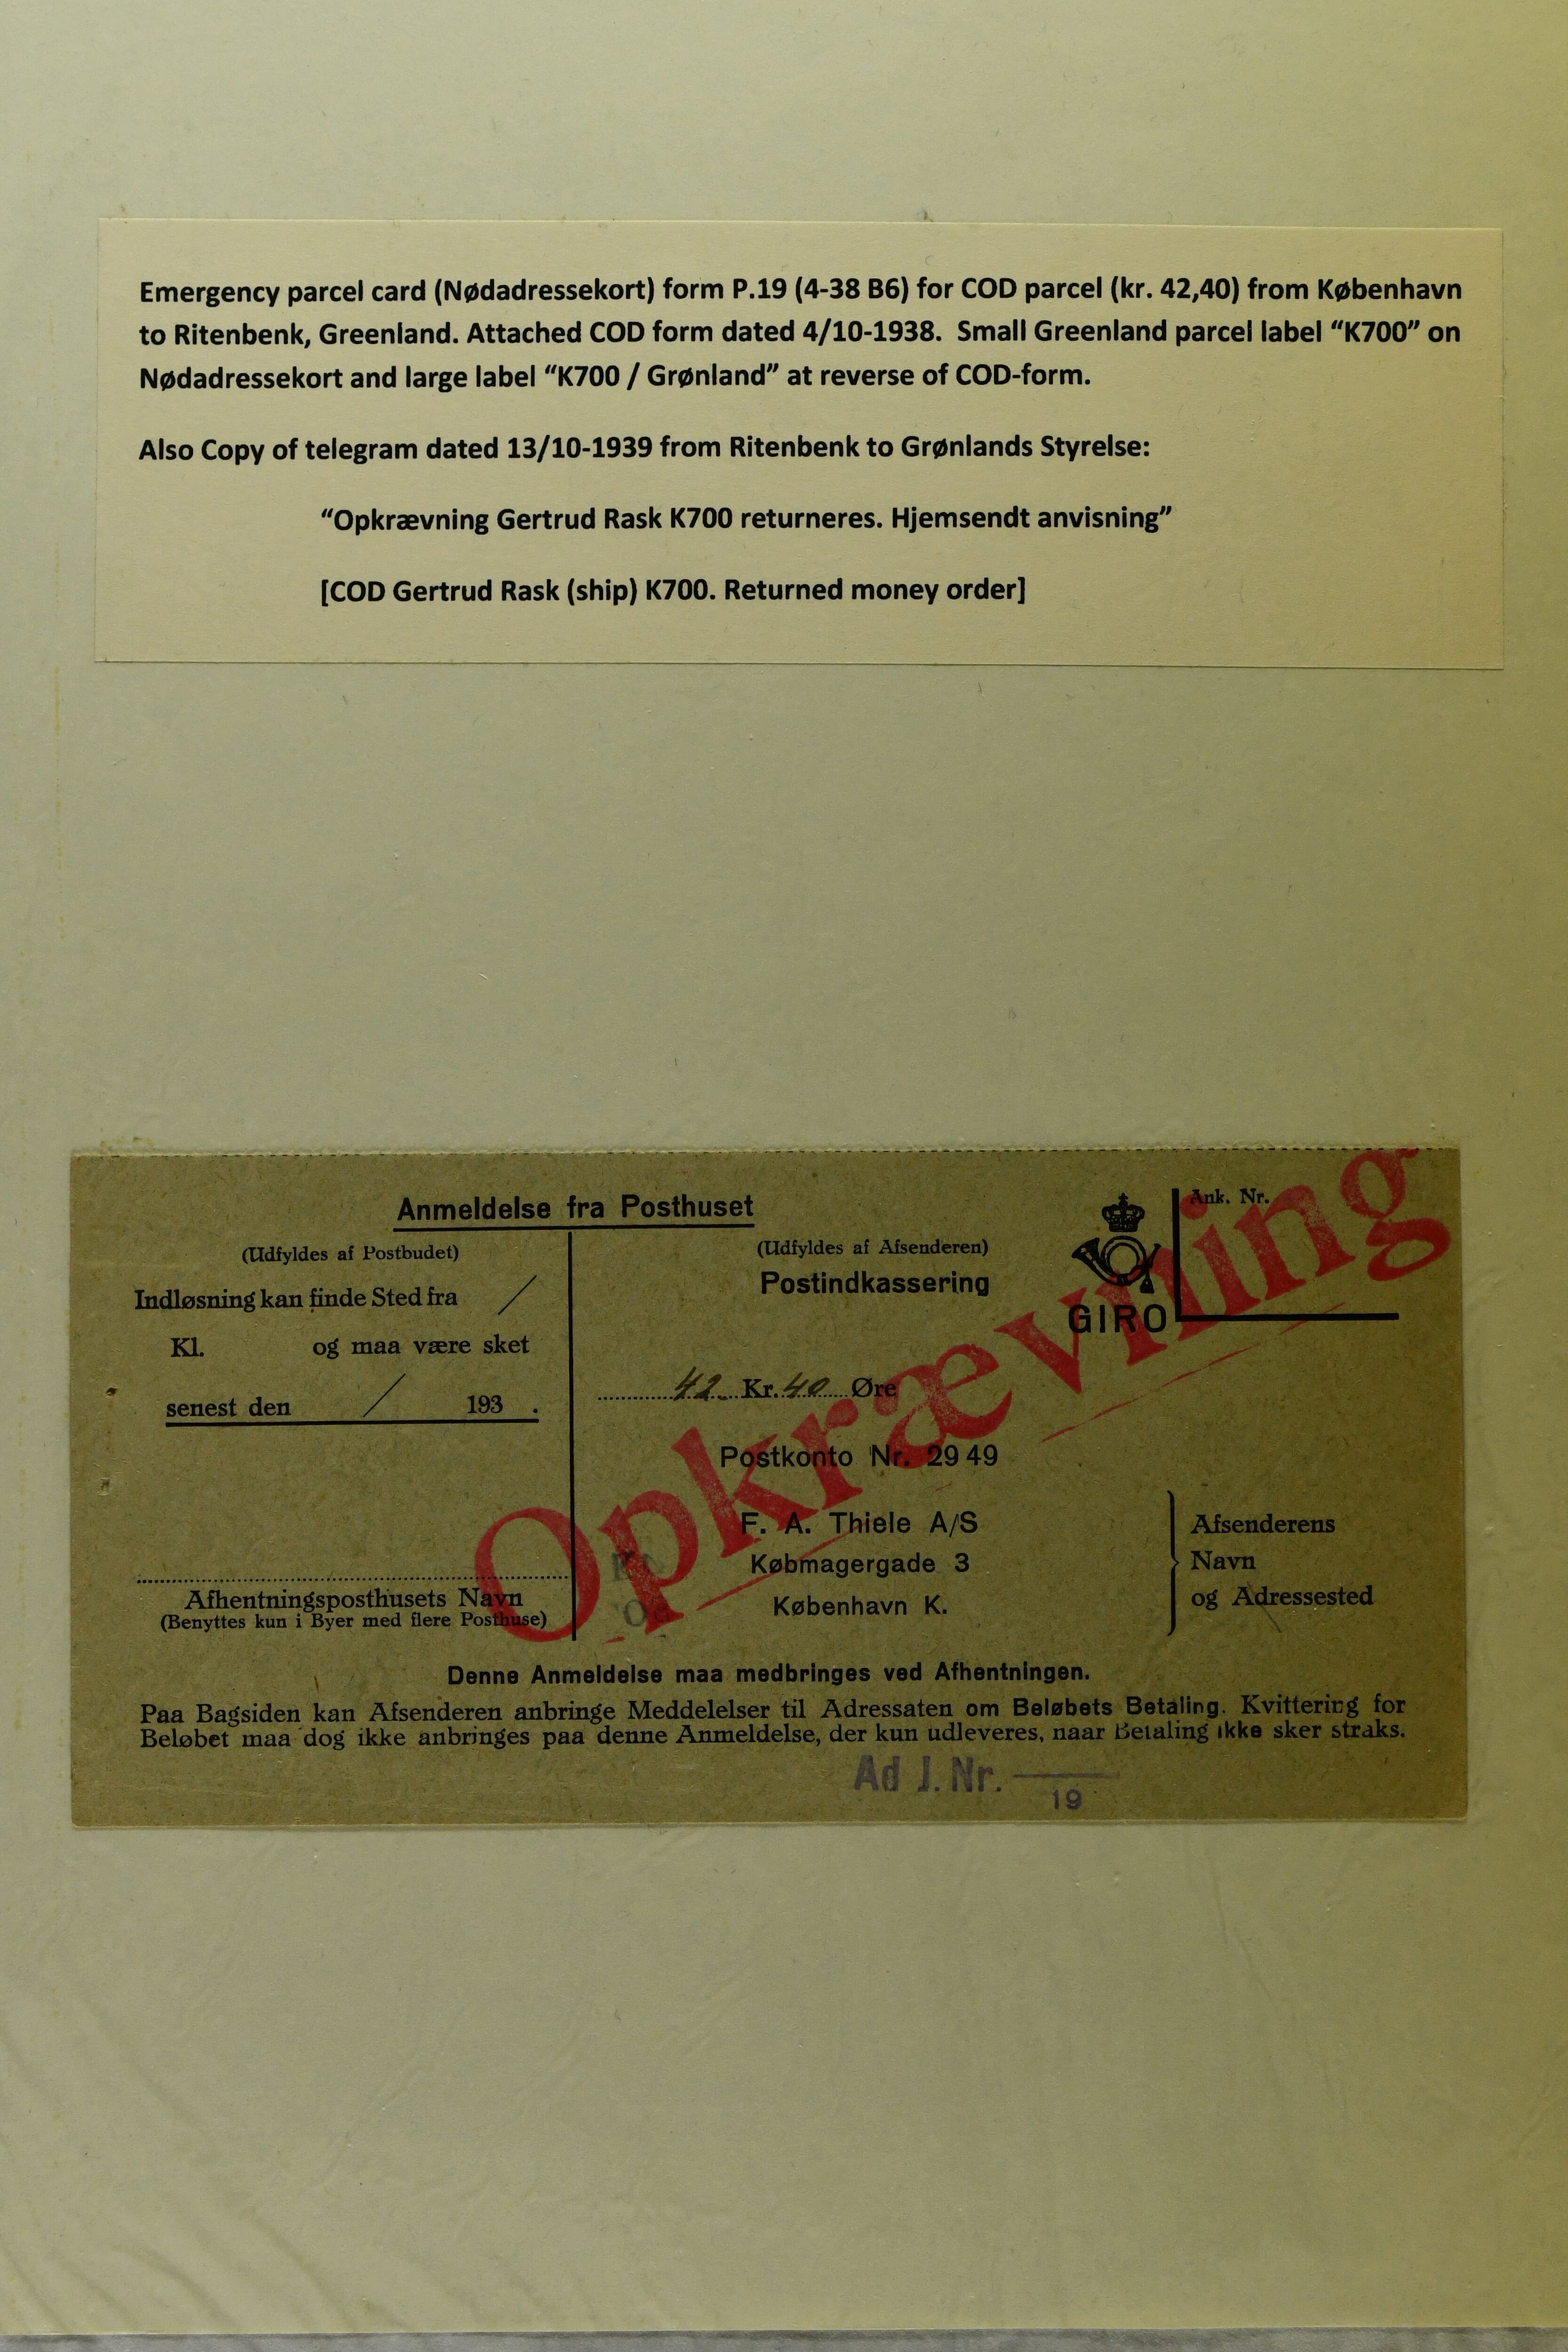 Emergency parcel card (Nødadressekort) form P.19 (4-38 B6) for COD parcel (kr. 42,40) from København
to Ritenbenk, Greenland. Attached COD form dated 4/10-1938. Small Greenland parcel label “K700” on
Nødadressekort and large label “K700 / Grønland” at reverse of COD-form.
Also Copy of telegram dated 13/10-1939 from Ritenbenk to Grønlands Styrelse:
“Opkrævning Gertrud Rask K700 returneres. Hjemsendt anvisning”
[COD Gertrud Rask (ship) K700. Returned money order]
Anmeldelse fra Posthuset
(Udfyldes af Postbudet)
Indløsning kan finde Sted fra /
Kl. og maa være sket
senest den / 193 .
Afhentningsposthusets Navn
(Benyttes kun i Byer med flere Posthuse)
(Udfyldes af Afsenderen)
Postindkassering
GIRO
Ank. Nr.
42 Kr. 40 Øre
Postkonto Nr. 2949
F. A. Thiele A/S
Købmagergade 3
København K.
Afsenderens
Navn
og Adressested
Opkrævning
Denne Anmeldelse maa medbringes ved Afhentningen.
Paa Bagsiden kan Afsenderen anbringe Meddelelser til Adressaten om Beløbets Betaling. Kvittering for
Beløbet maa dog ikke anbringes paa denne Anmeldelse, der kun udleveres, naar Betaling ikke sker straks.
Ad J. Nr.
19